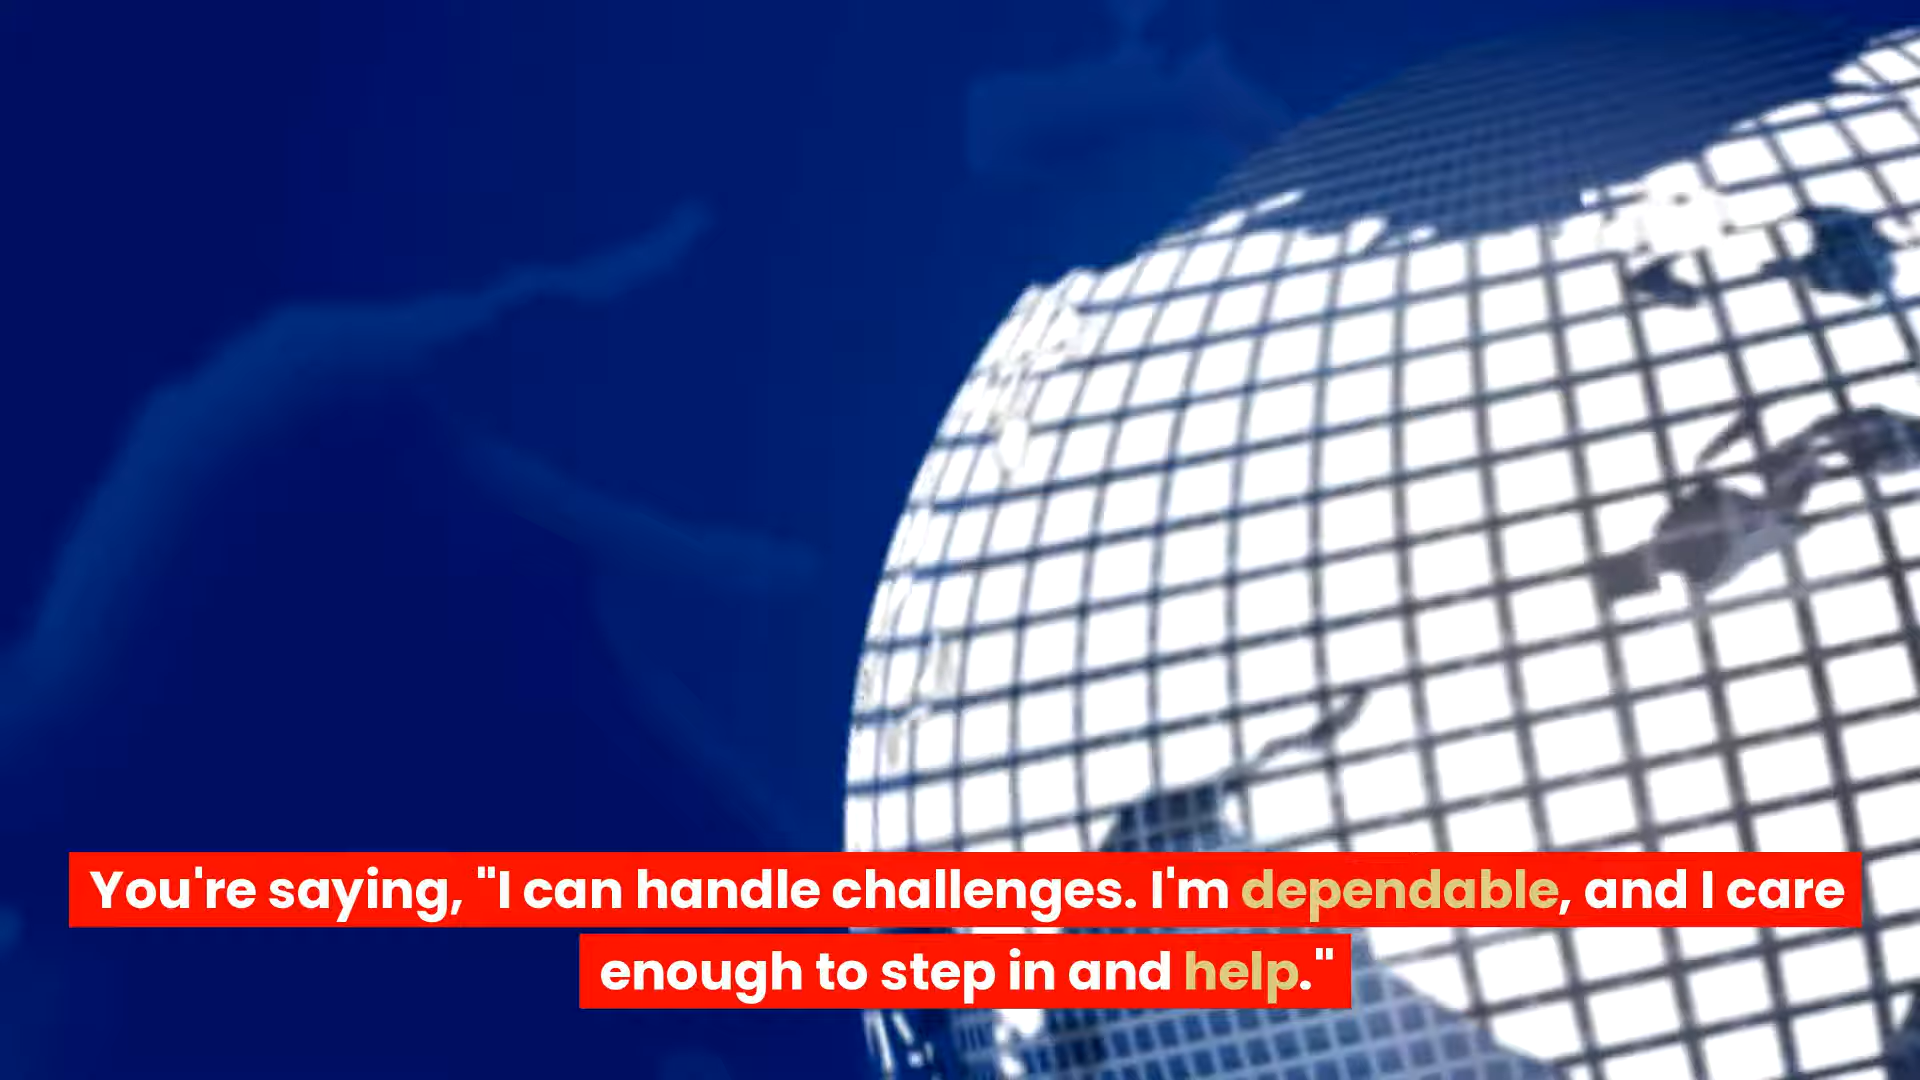 You're saying, "I can handle challenges. I'm dependable, and I care
enough to step in and help."